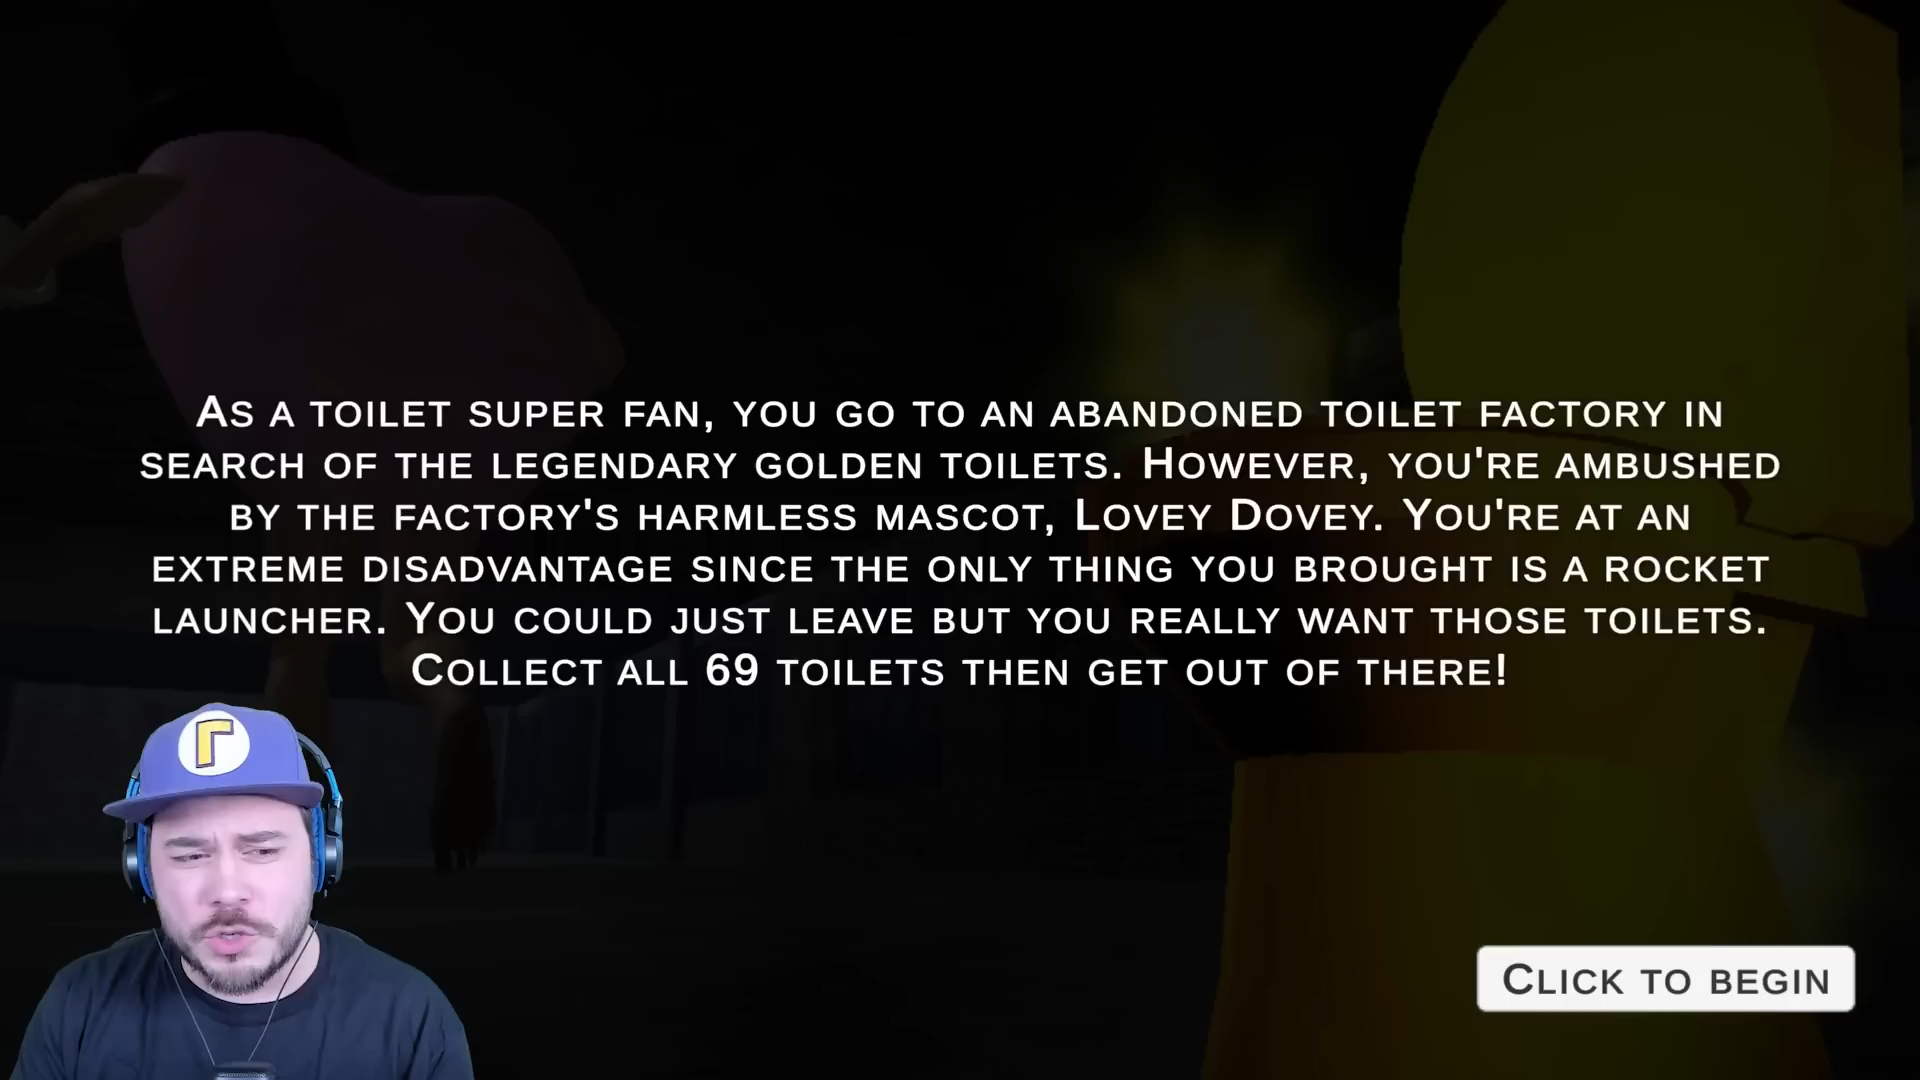 As a toilet super fan, you go to an abandoned toilet factory in
search of the legendary golden toilets. However, you're ambushed
by the factory's harmless mascot, Lovey Dovey. You're at an
extreme disadvantage since the only thing you brought is a rocket
launcher. You could just leave but you really want those toilets.
Collect all 69 toilets then get out of there!
Γ
Click to begin